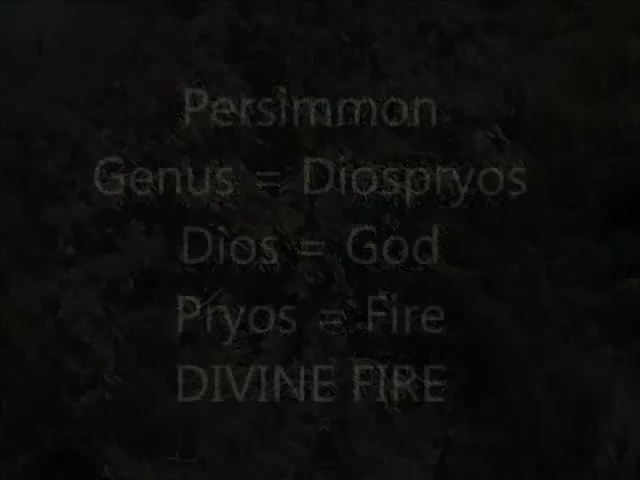 Persimmon
Genus = Diospryos
Dios = God
Pryos = Fire
DIVINE FIRE